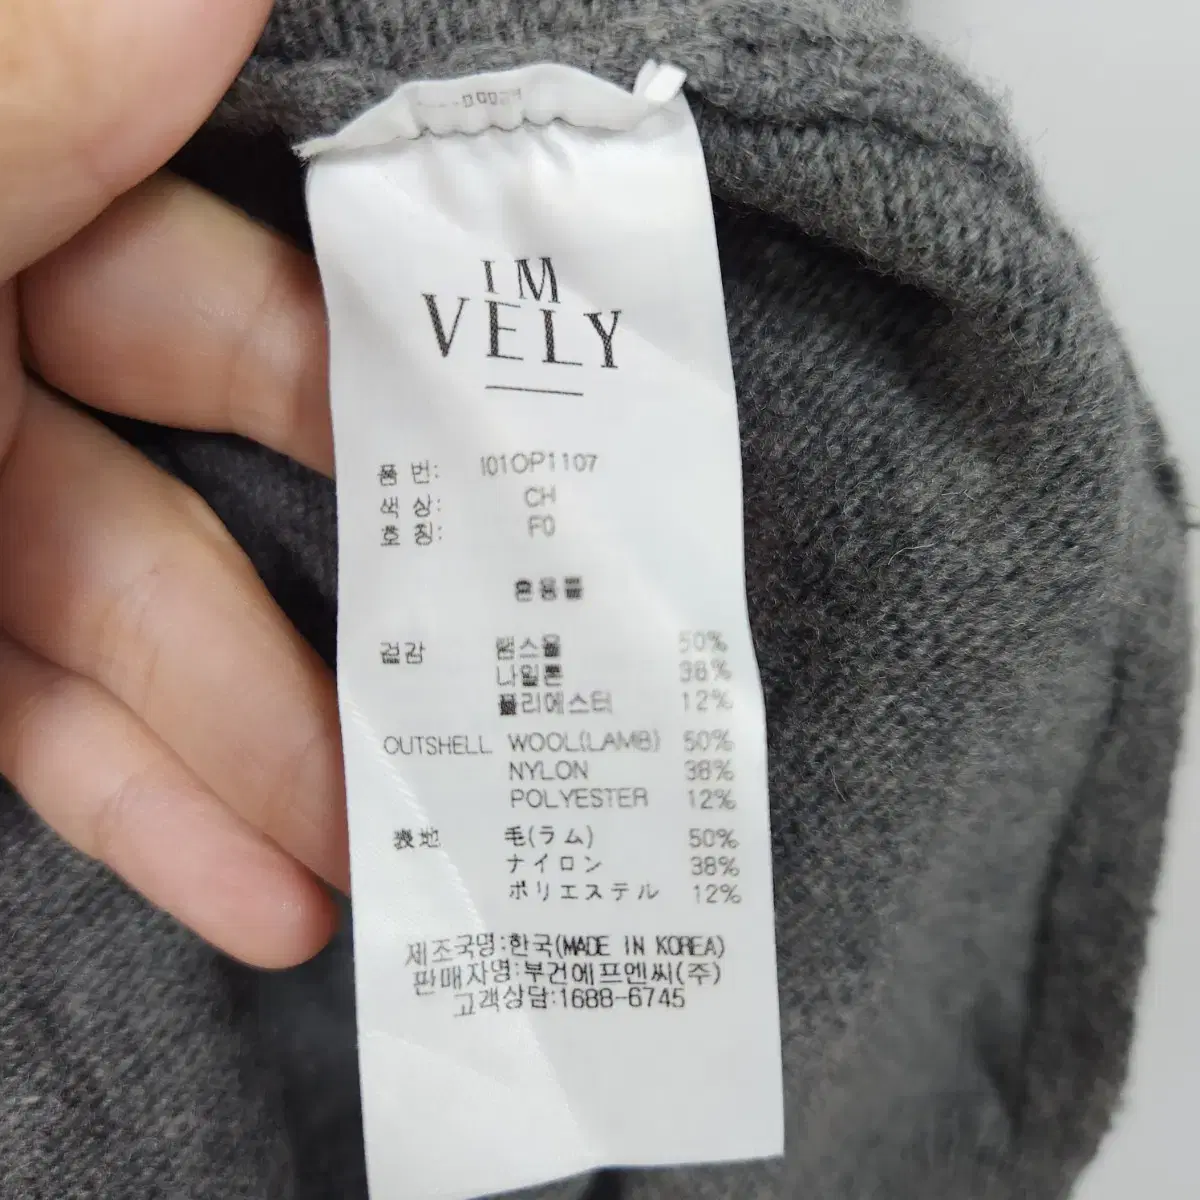 I'M
VELY
품 번: I01OP1107
색 상: CH
호 칭: F0
혼용률
겉감 램스울 50%
나일론 38%
폴리에스터 12%
OUTSHELL WOOL(LAMB) 50%
NYLON 38%
POLYESTER 12%
表地 毛(ラム) 50%
ナイロン 38%
ポリエステル 12%
제조국명:한국(MADE IN KOREA)
판매자명:부건에프엔씨(주)
고객상담:1688-6745